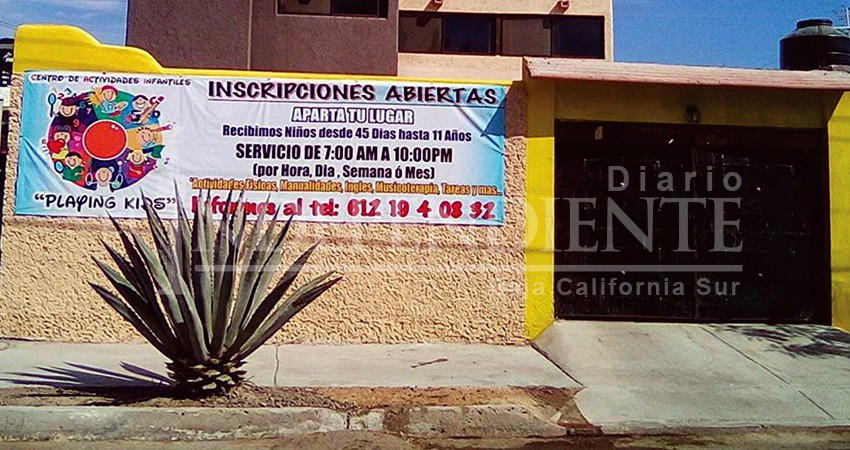 CENTRO DE ACTIVIDADES INFANTILES
"PLAYING KIDS"
INSCRIPCIONES ABIERTAS
APARTA TU LUGAR
Recibimos Niños desde 45 Días hasta 11 Años
SERVICIO DE 7:00 AM A 10:00PM
(por Hora, Día , Semana ó Mes)
*Actividades físicas, Manualidades, Ingles, Musicoterapia, Tareas y mas...
Informes al tel: 612 19 4 08 32
Diario
INDEPENDIENTE
Baja California Sur